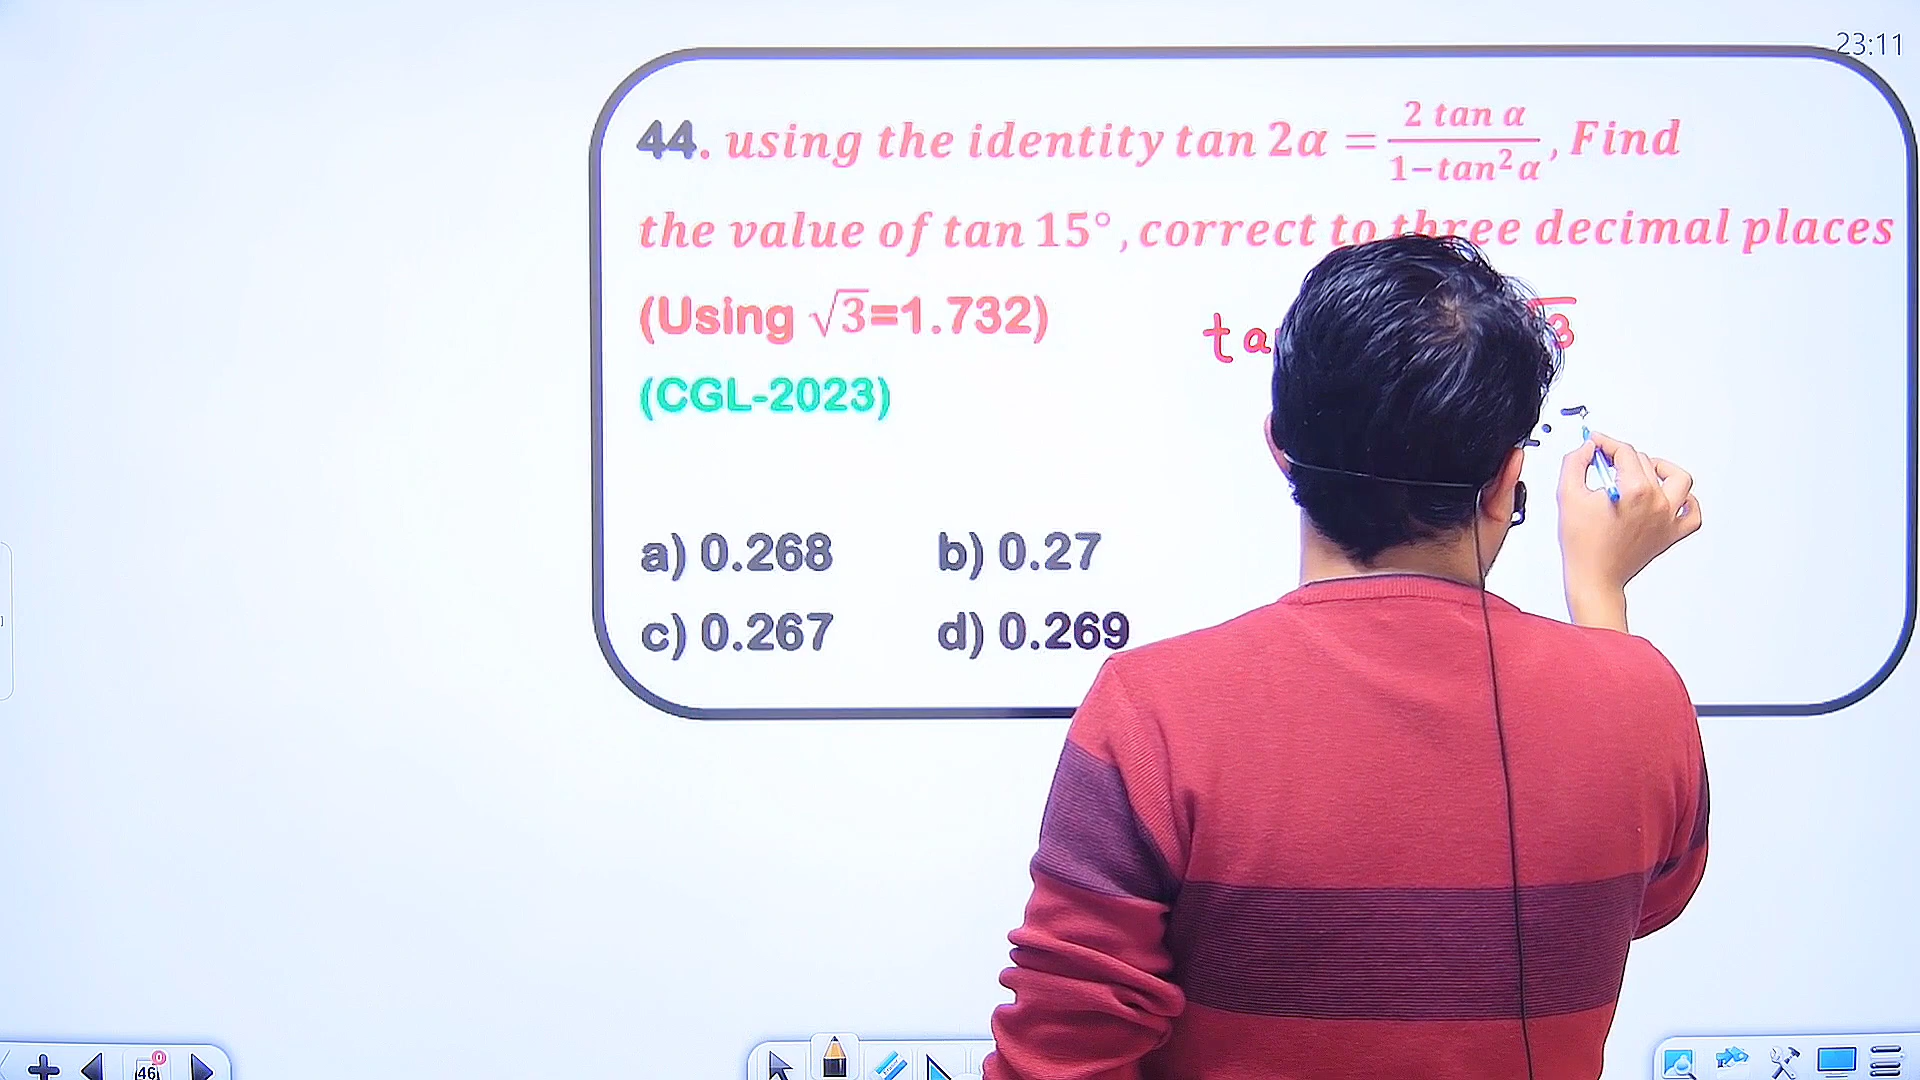 23:11
44. using the identity tan 2α = 2 tan α / 1−tan²α, Find
the value of tan 15°, correct to three decimal places
(Using √3=1.732)
(CGL-2023)
a) 0.268 b) 0.27
c) 0.267 d) 0.269
46
0